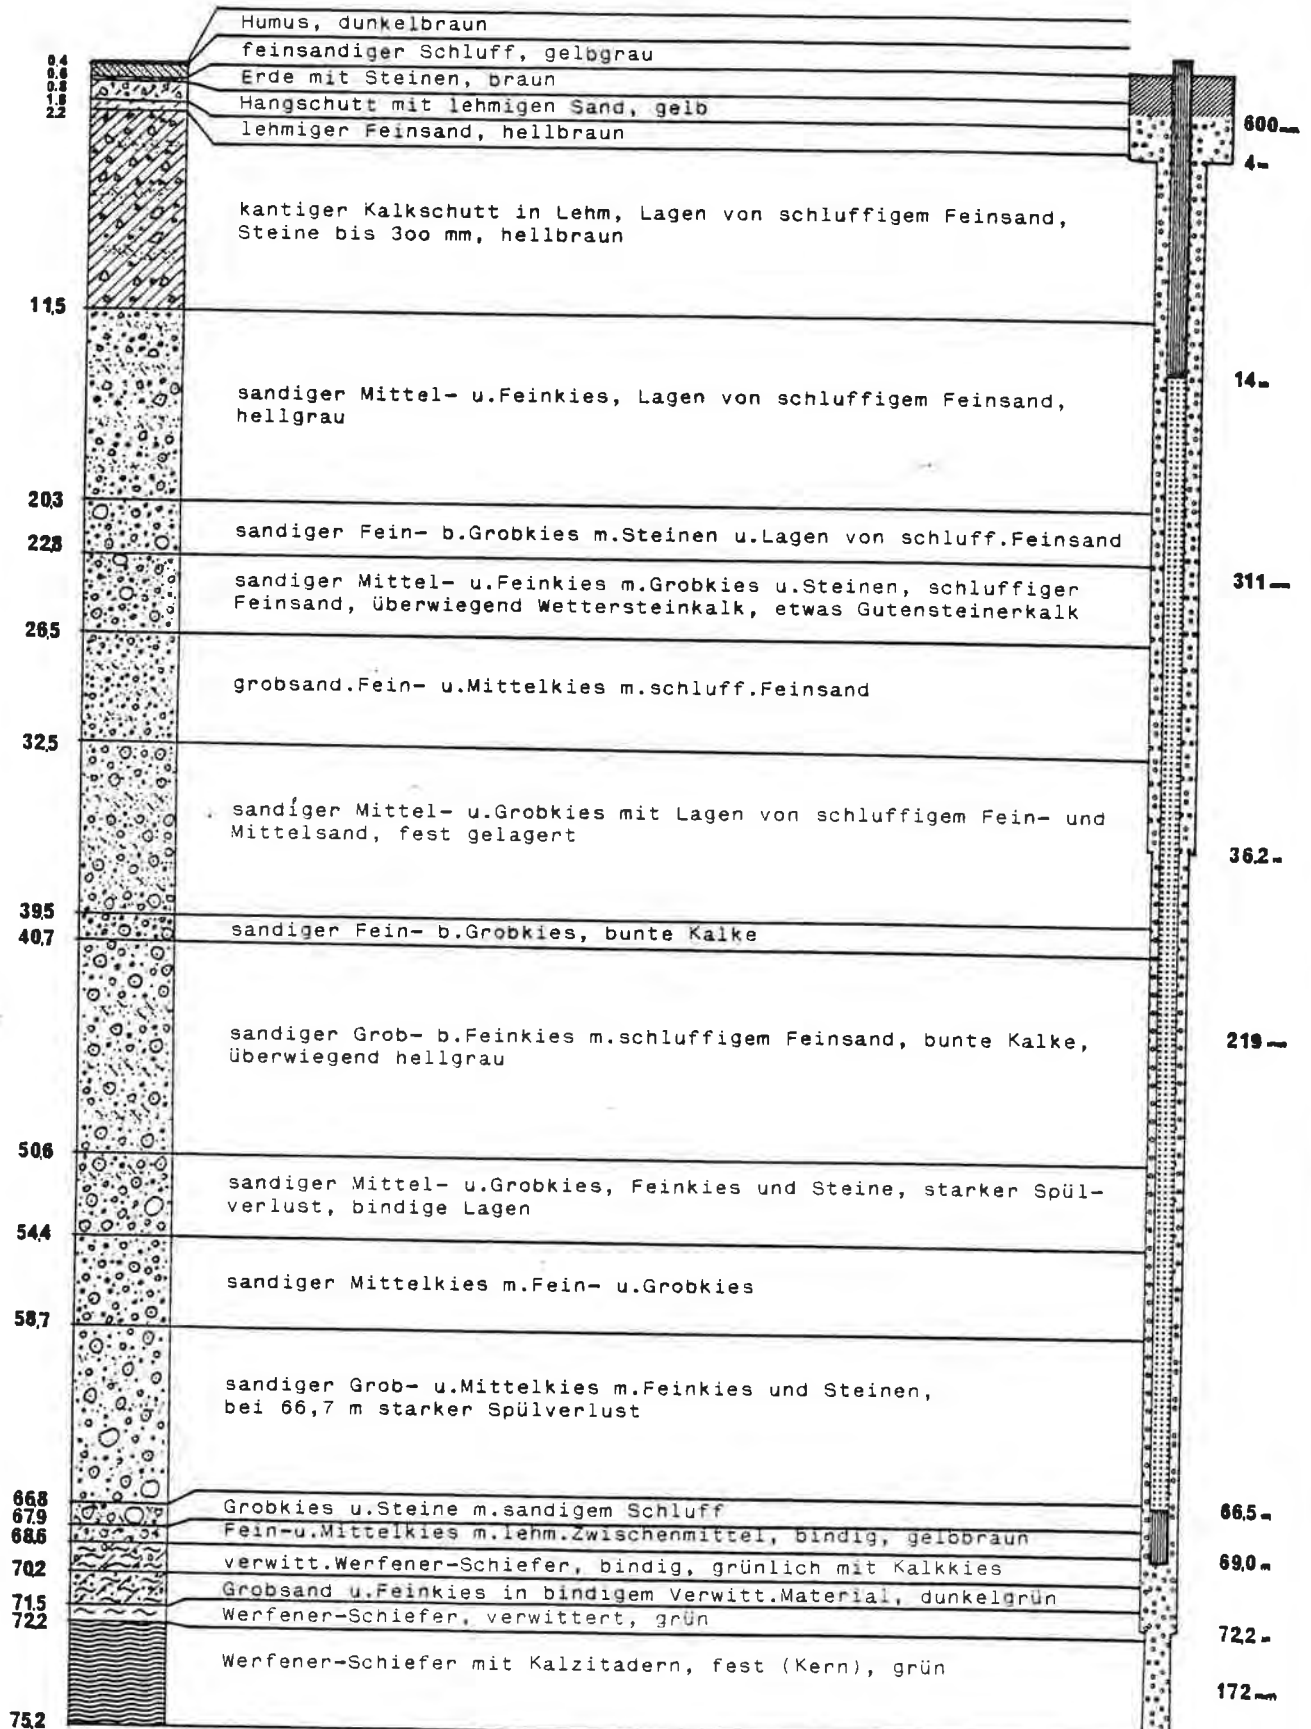 Humus, dunkelbraun
0.4
feinsandiger Schluff, gelbgrau
0.6
Erde mit Steinen, braun
0.8
1.8
Hangschutt mit lehmigen Sand, gelb
2.2
lehmiger Feinsand, hellbraun
600 mm
4 m
kantiger Kalkschutt in Lehm, Lagen von schluffigem Feinsand,
Steine bis 3oo mm, hellbraun
11,5
14 m
sandiger Mittel- u.Feinkies, Lagen von schluffigem Feinsand,
hellgrau
20,3
sandiger Fein- b.Grobkies m.Steinen u.Lagen von schluff.Feinsand
22,8
sandiger Mittel- u.Feinkies m.Grobkies u.Steinen, schluffiger
Feinsand, überwiegend Wettersteinkalk, etwas Gutensteinerkalk
311 mm
26,5
grobsand.Fein- u.Mittelkies m.schluff.Feinsand
32,5
sandiger Mittel- u.Grobkies mit Lagen von schluffigem Fein- und
Mittelsand, fest gelagert
36,2 m
39,5
sandiger Fein- b.Grobkies, bunte Kalke
40,7
sandiger Grob- b.Feinkies m.schluffigem Feinsand, bunte Kalke,
überwiegend hellgrau
219 mm
50,6
sandiger Mittel- u.Grobkies, Feinkies und Steine, starker Spül-
verlust, bindige Lagen
54,4
sandiger Mittelkies m.Fein- u.Grobkies
58,7
sandiger Grob- u.Mittelkies m.Feinkies und Steinen,
bei 66,7 m starker Spülverlust
66,8
Grobkies u.Steine m.sandigem Schluff
66,5 m
67,9
Fein-u.Mittelkies m.lehm.Zwischenmittel, bindig, gelbbraun
68,6
verwitt.Werfener-Schiefer, bindig, grünlich mit Kalkkies
69,0 m
70,2
Grobsand u.Feinkies in bindigem Verwitt.Material, dunkelgrün
71,5
Werfener-Schiefer, verwittert, grün
72,2
72,2 m
Werfener-Schiefer mit Kalzitadern, fest (Kern), grün
172 mm
75,2